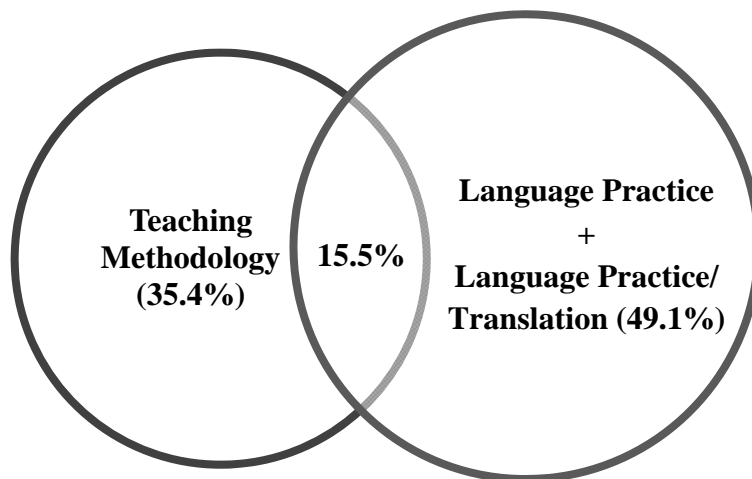 Teaching
Methodology
(35.4%)
15.5%
Language Practice
+
Language Practice/
Translation (49.1%)